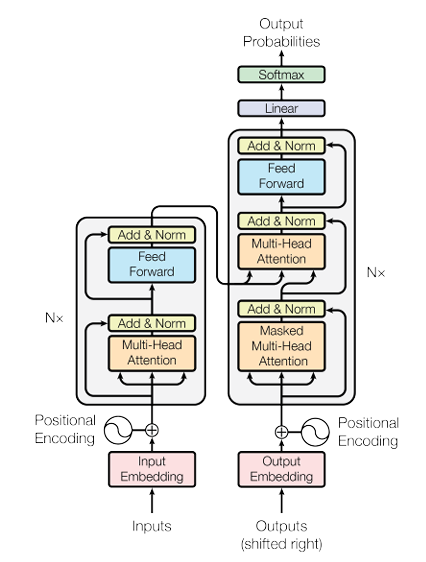 Output
Probabilities
Softmax
Linear
Add & Norm
Feed
Forward
Add & Norm
Multi-Head
Attention
Add & Norm
Masked
Multi-Head
Attention
N×
Add & Norm
Feed
Forward
N×
Add & Norm
Multi-Head
Attention
Positional
Encoding
Positional
Encoding
Input
Embedding
Output
Embedding
Inputs
Outputs
(shifted right)